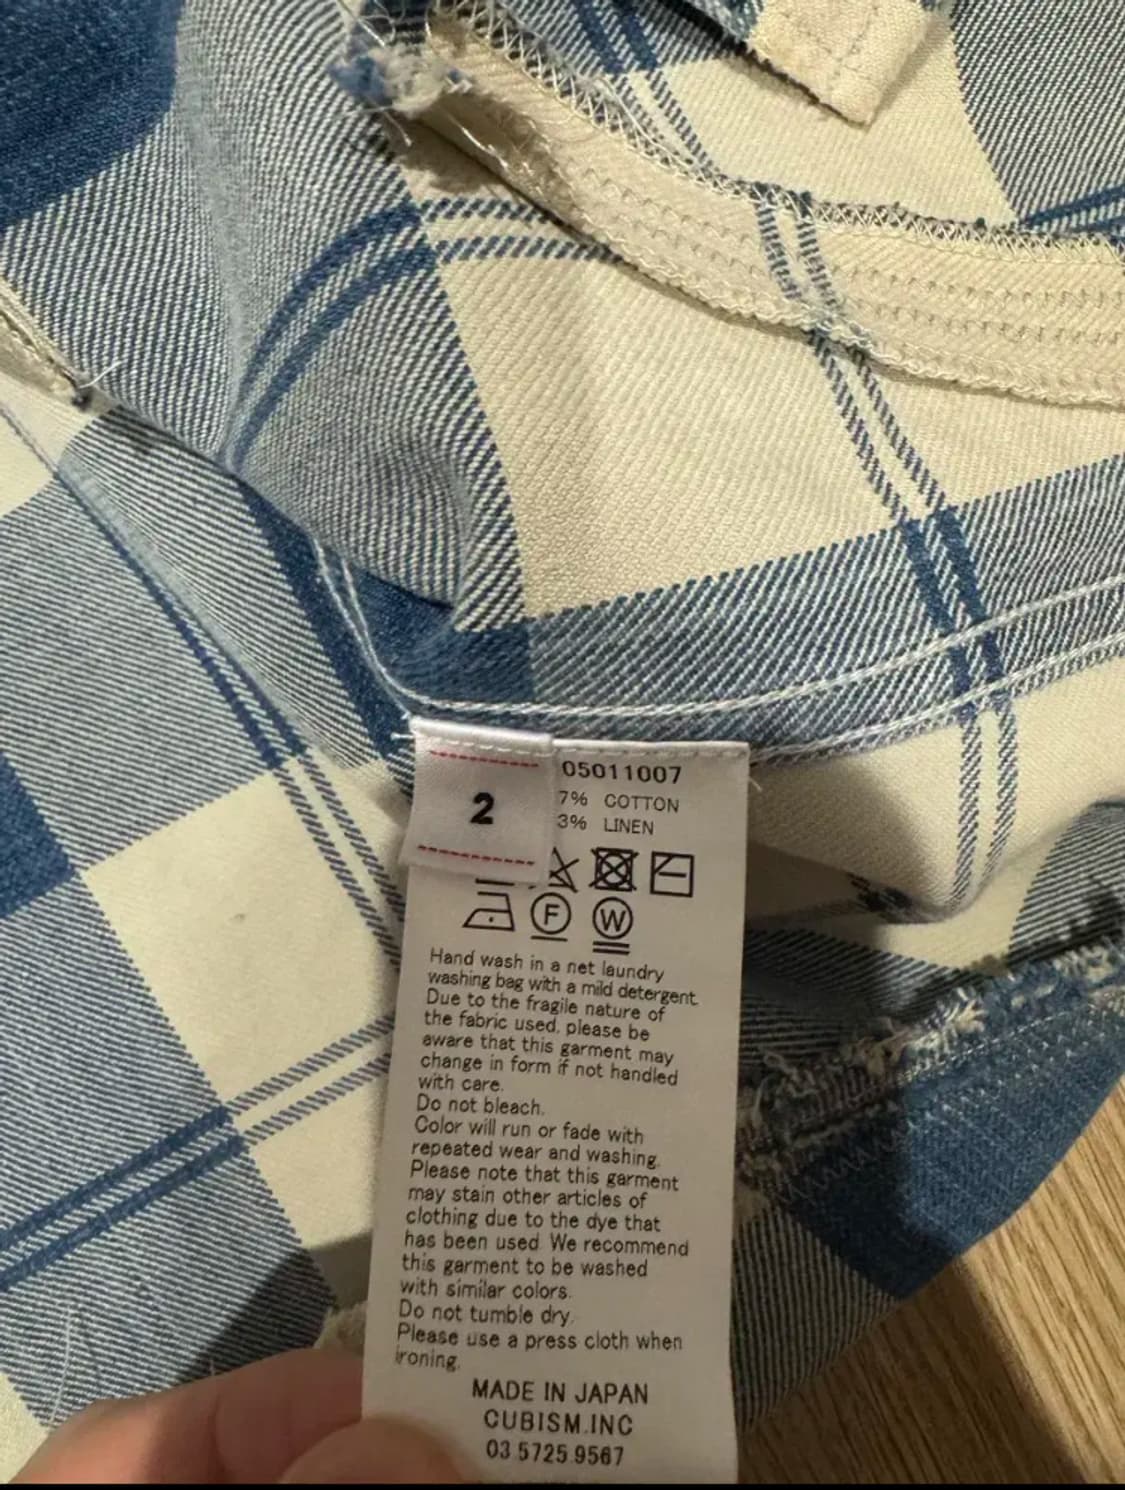 2
05011007
7% COTTON
3% LINEN
F W
Hand wash in a net laundry
washing bag with a mild detergent.
Due to the fragile nature of
the fabric used, please be
aware that this garment may
change in form if not handled
with care.
Do not bleach.
Color will run or fade with
repeated wear and washing.
Please note that this garment
may stain other articles of
clothing due to the dye that
has been used. We recommend
this garment to be washed
with similar colors.
Do not tumble dry.
Please use a press cloth when
ironing.
MADE IN JAPAN
CUBISM.INC
03.5725.9567